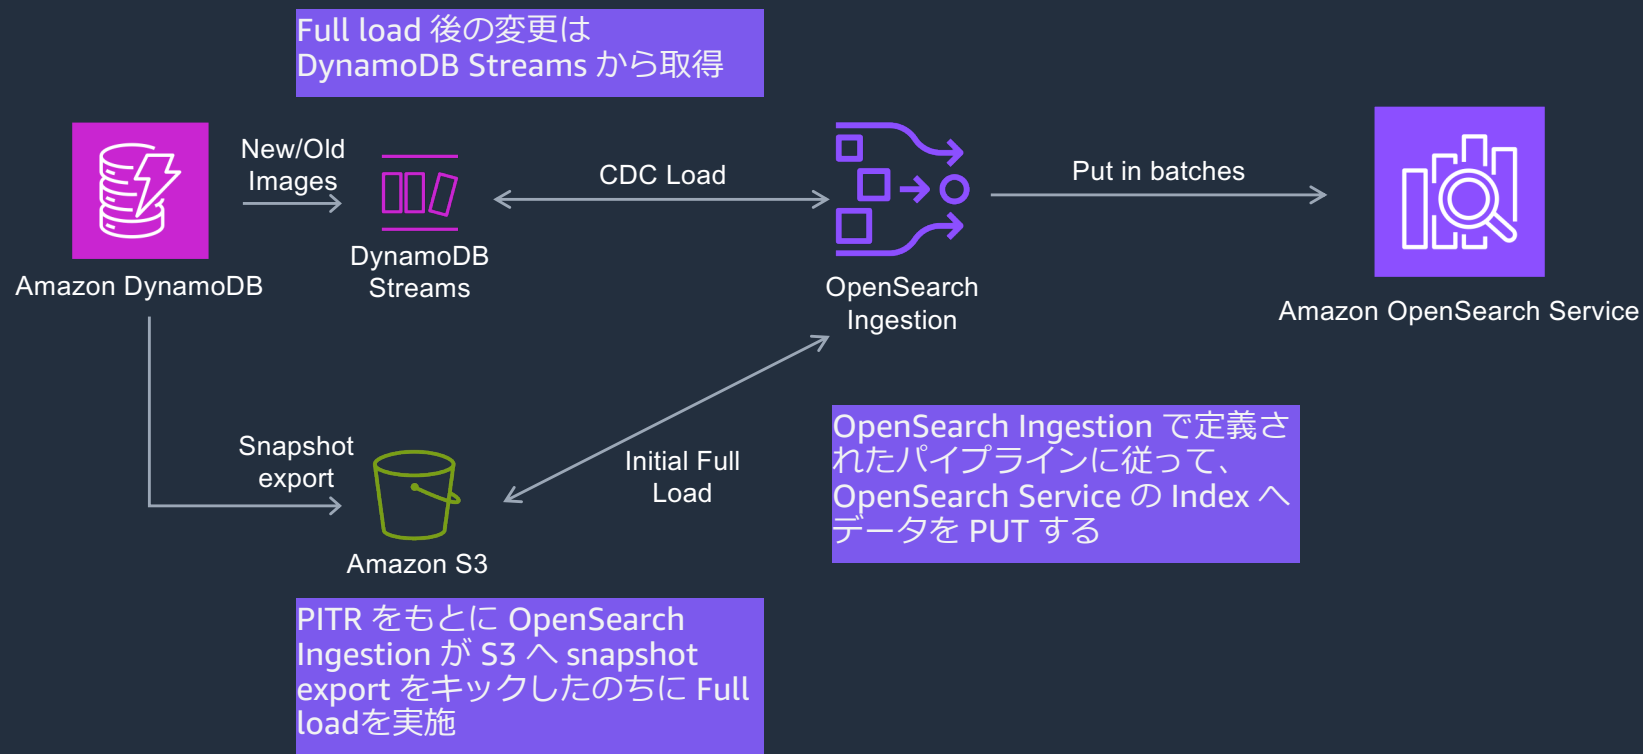 Full load 後の変更は
DynamoDB Streams から取得
New/Old
Images
CDC Load
Put in batches
Amazon DynamoDB
DynamoDB
Streams
OpenSearch
Ingestion
Amazon OpenSearch Service
Snapshot
export
Initial Full
Load
Amazon S3
OpenSearch Ingestion で定義さ
れたパイプラインに従って、
OpenSearch Service の Index へ
データを PUT する
PITR をもとに OpenSearch
Ingestion が S3 へ snapshot
export をキックしたのちに Full
loadを実施